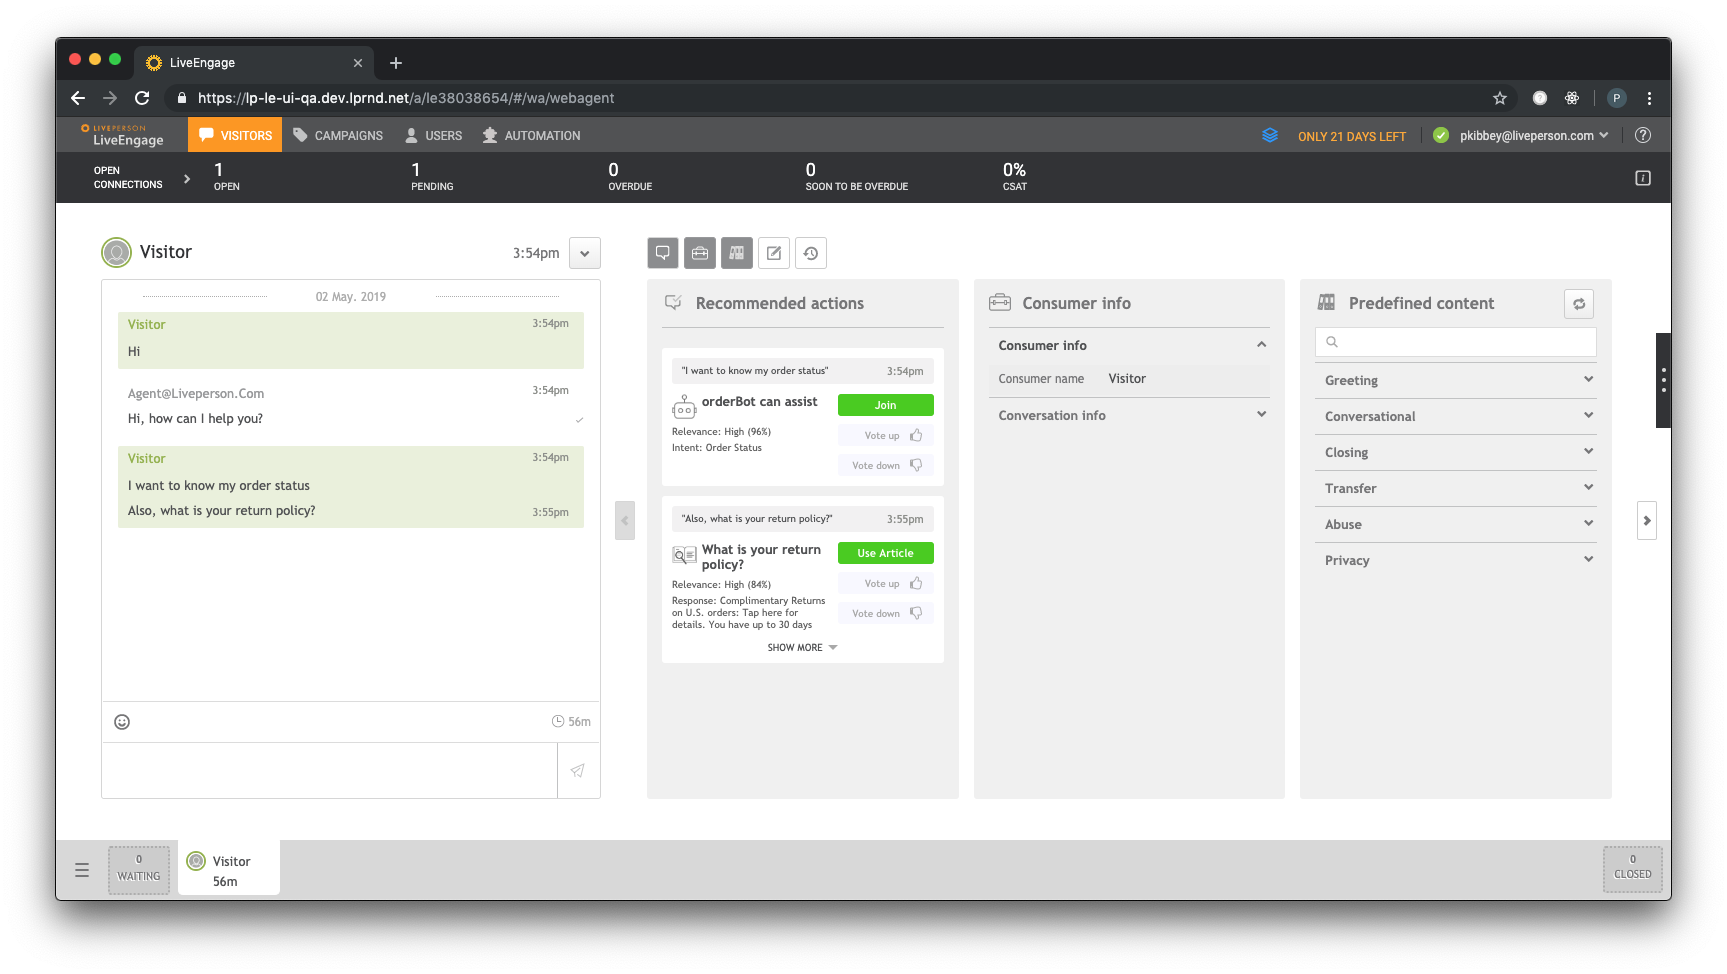 LiveEngage
https://lp-le-ui-qa.dev.lprnd.net/a/le38038654/#/wa/webagent
P
LIVEPERSON
LiveEngage
VISITORS
CAMPAIGNS
USERS
AUTOMATION
ONLY 21 DAYS LEFT
pkibbey@liveperson.com
OPEN
CONNECTIONS
1
OPEN
1
PENDING
0
OVERDUE
0
SOON TO BE OVERDUE
0%
CSAT
Visitor
3:54pm
02 May. 2019
Visitor 3:54pm
Hi
Agent@Liveperson.Com 3:54pm
Hi, how can I help you?
Visitor 3:54pm
I want to know my order status
Also, what is your return policy? 3:55pm
56m
Recommended actions
"I want to know my order status" 3:54pm
orderBot can assist
Join
Relevance: High (96%)
Intent: Order Status
Vote up
Vote down
"Also, what is your return policy?" 3:55pm
What is your return
policy?
Use Article
Relevance: High (84%)
Response: Complimentary Returns
on U.S. orders: Tap here for
details. You have up to 30 days
Vote up
Vote down
SHOW MORE
Consumer info
Consumer info
Consumer name Visitor
Conversation info
Predefined content
Greeting
Conversational
Closing
Transfer
Abuse
Privacy
0
WAITING
Visitor
56m
0
CLOSED